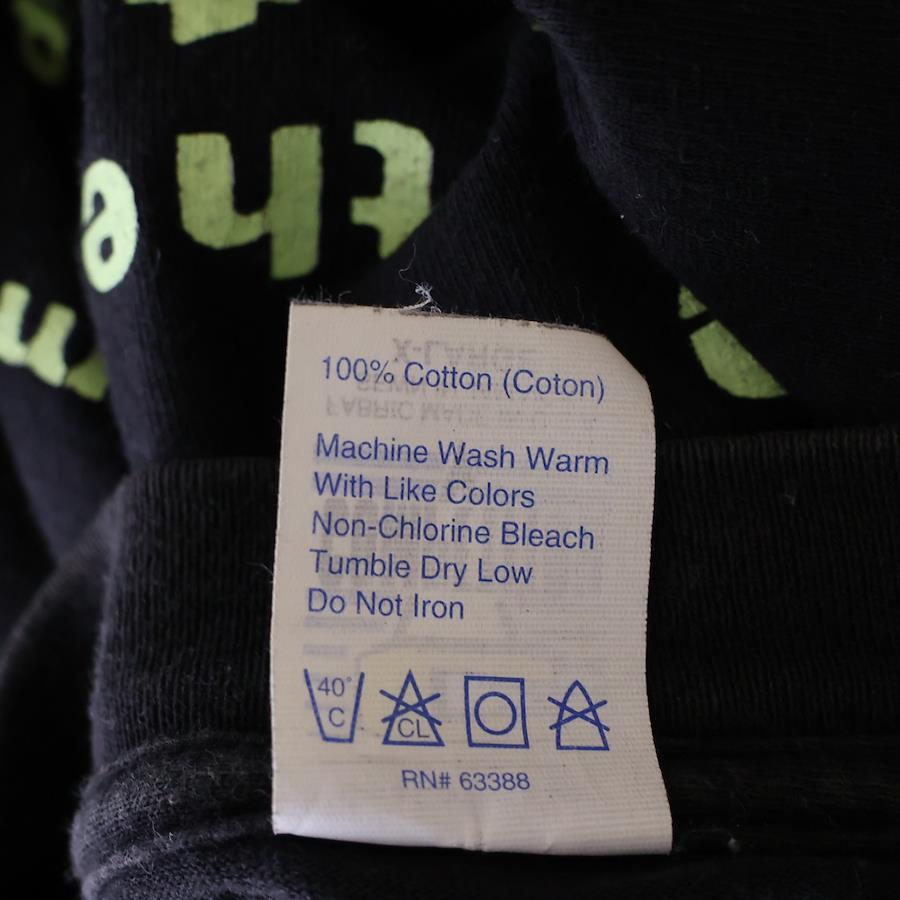 100% Cotton (Coton)
Machine Wash Warm
With Like Colors
Non-Chlorine Bleach
Tumble Dry Low
Do Not Iron
40°
C
CL
RN# 63388